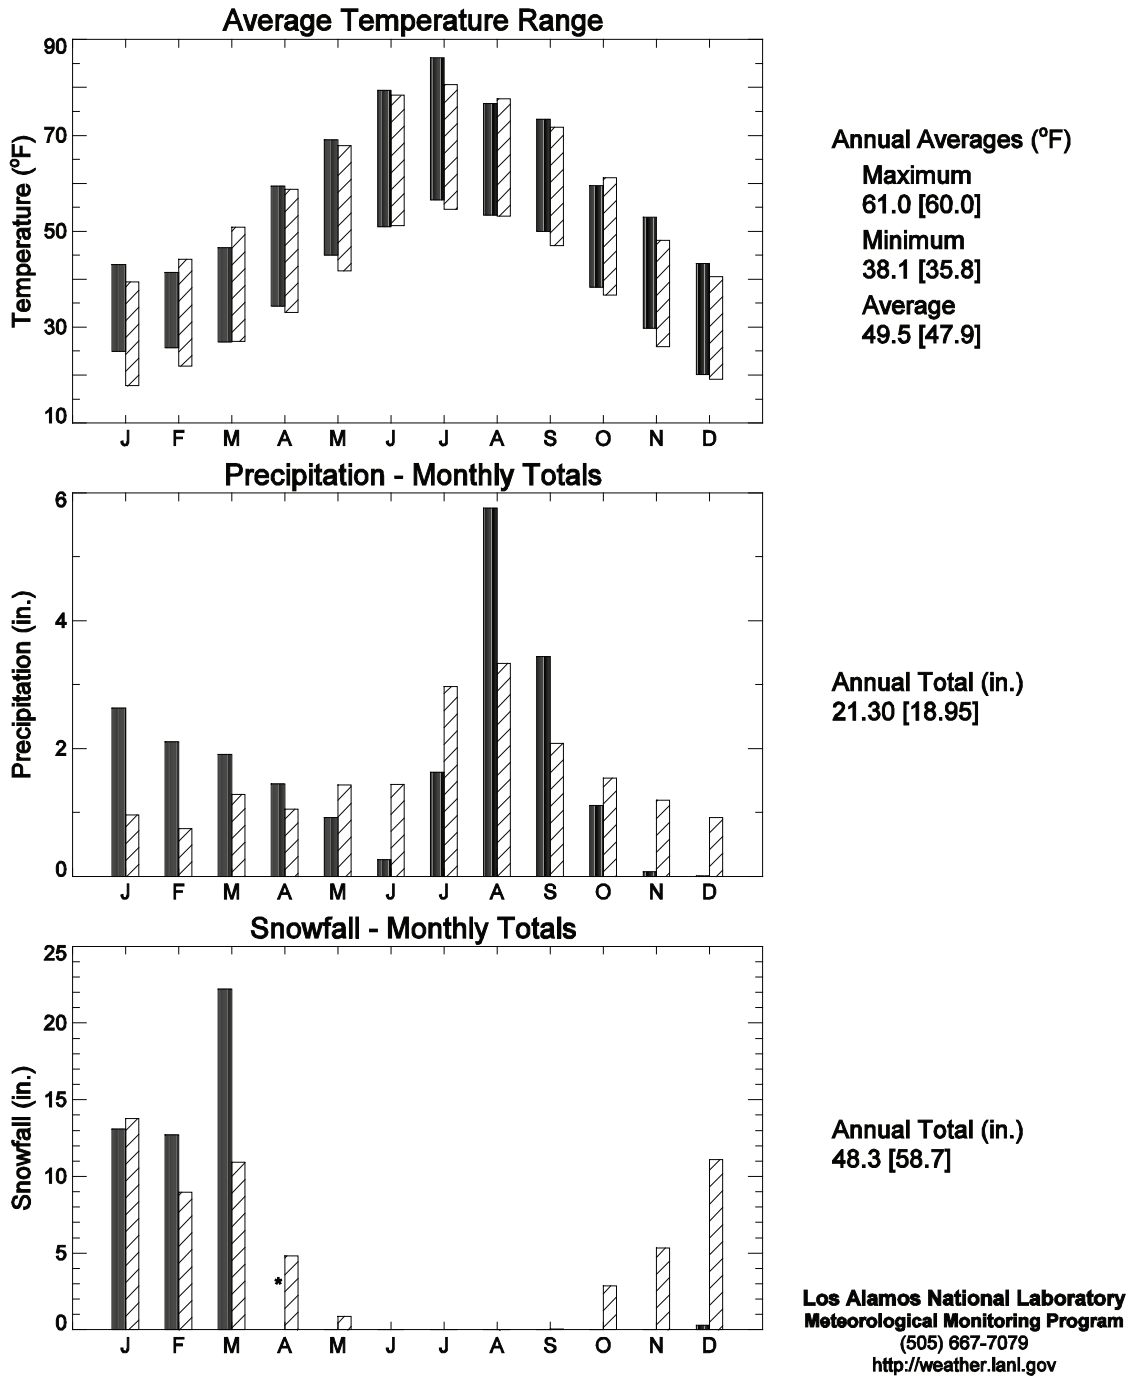 Average Temperature Range
Temperature (°F)
90
70
50
30
10
J F M A M J J A S O N D
Annual Averages (°F)
Maximum
61.0 [60.0]
Minimum
38.1 [35.8]
Average
49.5 [47.9]
Precipitation - Monthly Totals
Precipitation (in.)
6
4
2
0
J F M A M J J A S O N D
Annual Total (in.)
21.30 [18.95]
Snowfall - Monthly Totals
Snowfall (in.)
25
20
15
10
5
0
*
J F M A M J J A S O N D
Annual Total (in.)
48.3 [58.7]
Los Alamos National Laboratory
Meteorological Monitoring Program
(505) 667-7079
http://weather.lanl.gov